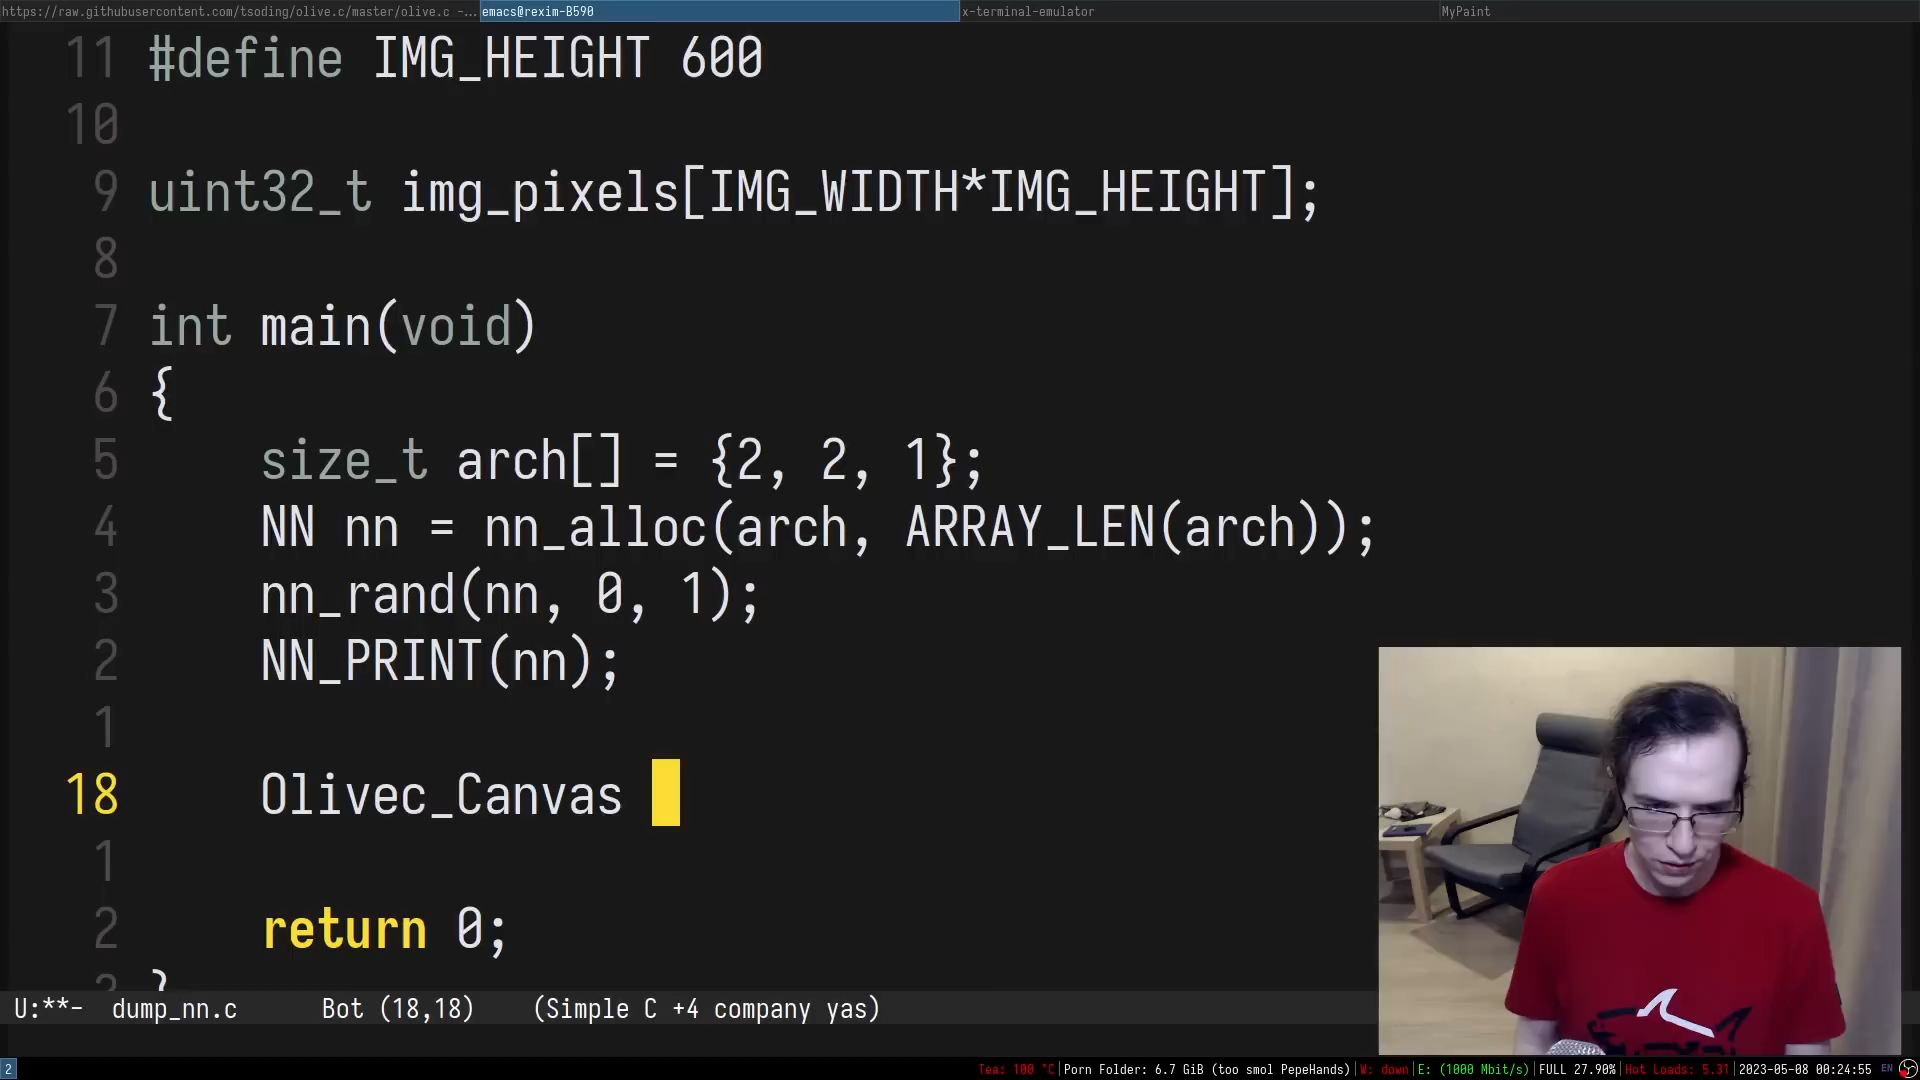 https://raw.githubusercontent.com/tsoding/olive.c/master/olive.c -... emacs@rexim-B590 x-terminal-emulator MyPaint
11 #define IMG_HEIGHT 600
10
9 uint32_t img_pixels[IMG_WIDTH*IMG_HEIGHT];
8
7 int main(void)
6 {
5 size_t arch[] = {2, 2, 1};
4 NN nn = nn_alloc(arch, ARRAY_LEN(arch));
3 nn_rand(nn, 0, 1);
2 NN_PRINT(nn);
1
18 Olivec_Canvas
1
2 return 0;
3 }
U:**- dump_nn.c Bot (18,18) (Simple C +4 company yas)
2 Tea: 100 °C|Porn Folder: 6.7 GiB (too smol PepeHands)|W: down|E: (1000 Mbit/s)|FULL 27.90%|Hot Loads: 5.31|2023-05-08 00:24:55 EN